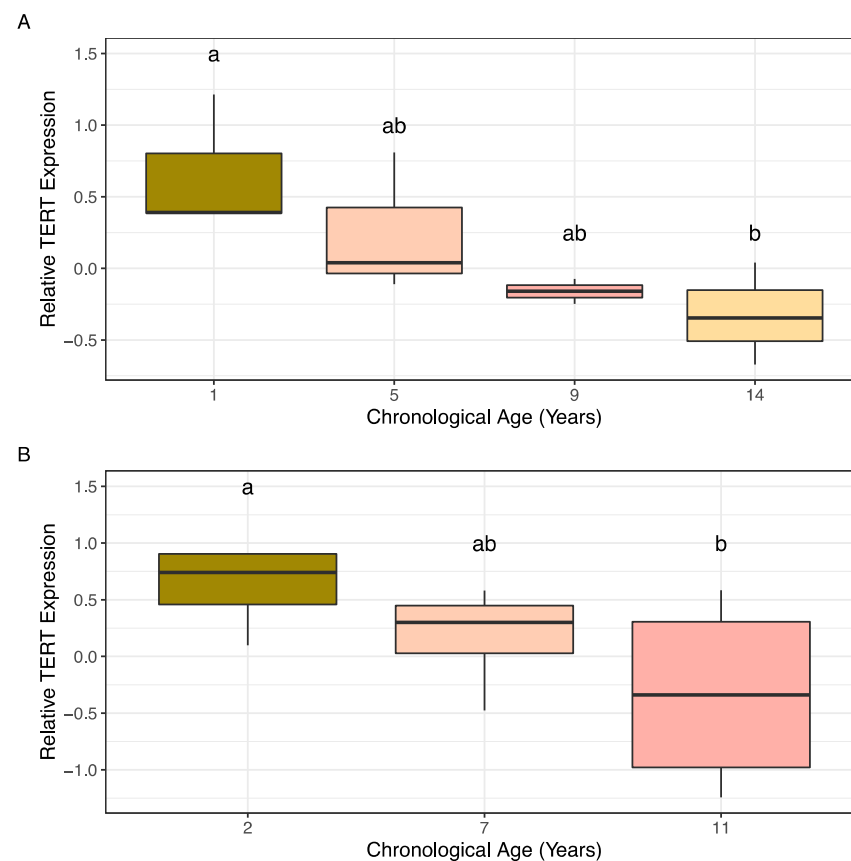 A
1.5
1.0
0.5
0.0
−0.5
Relative TERT Expression
a
ab
ab
b
1
5
9
14
Chronological Age (Years)
B
1.5
1.0
0.5
0.0
−0.5
−1.0
Relative TERT Expression
a
ab
b
2
7
11
Chronological Age (Years)